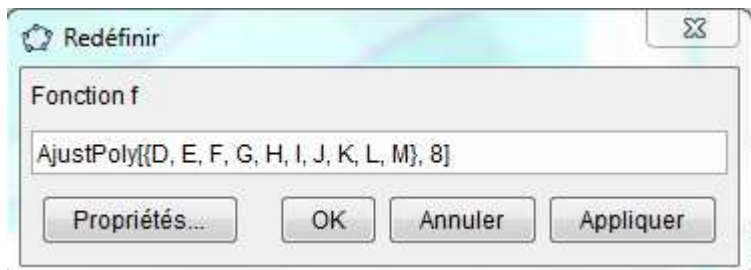 Redéfinir
Fonction f
AjustPoly[{D, E, F, G, H, I, J, K, L, M}, 8]
Propriétés... OK Annuler Appliquer